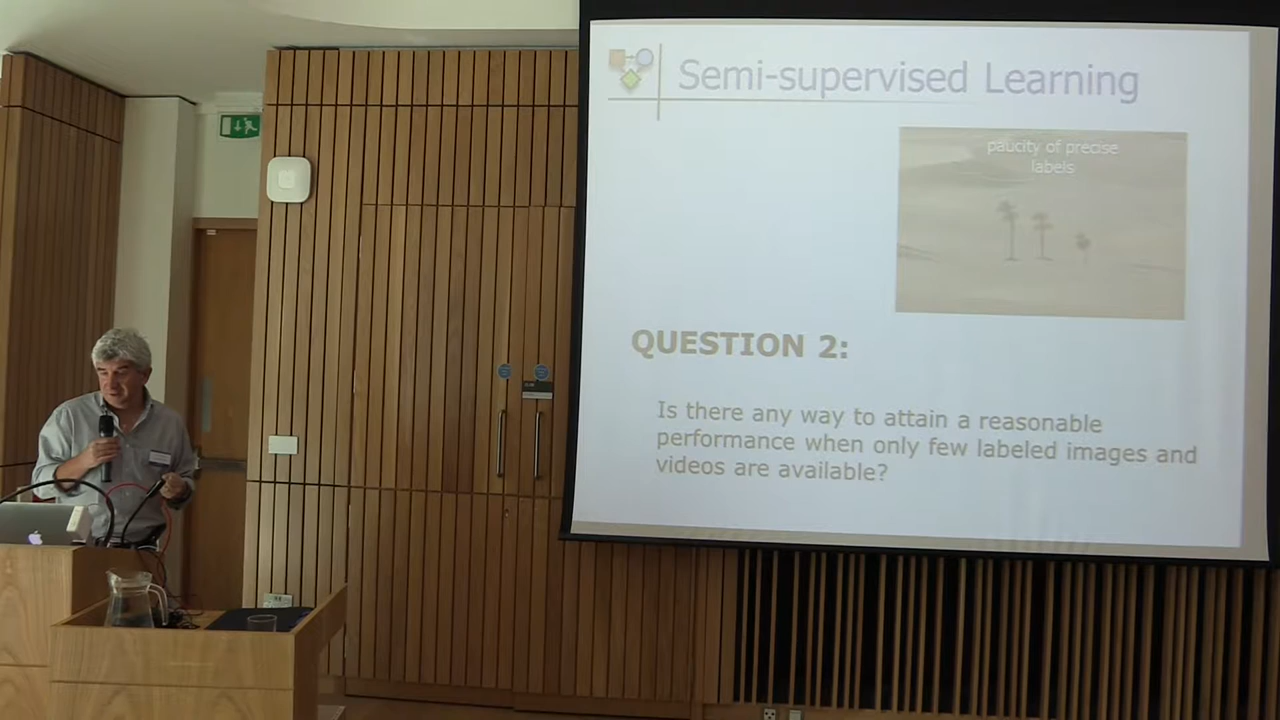 Semi-supervised Learning
paucity of precise
labels
QUESTION 2:
Is there any way to attain a reasonable
performance when only few labeled images and
videos are available?